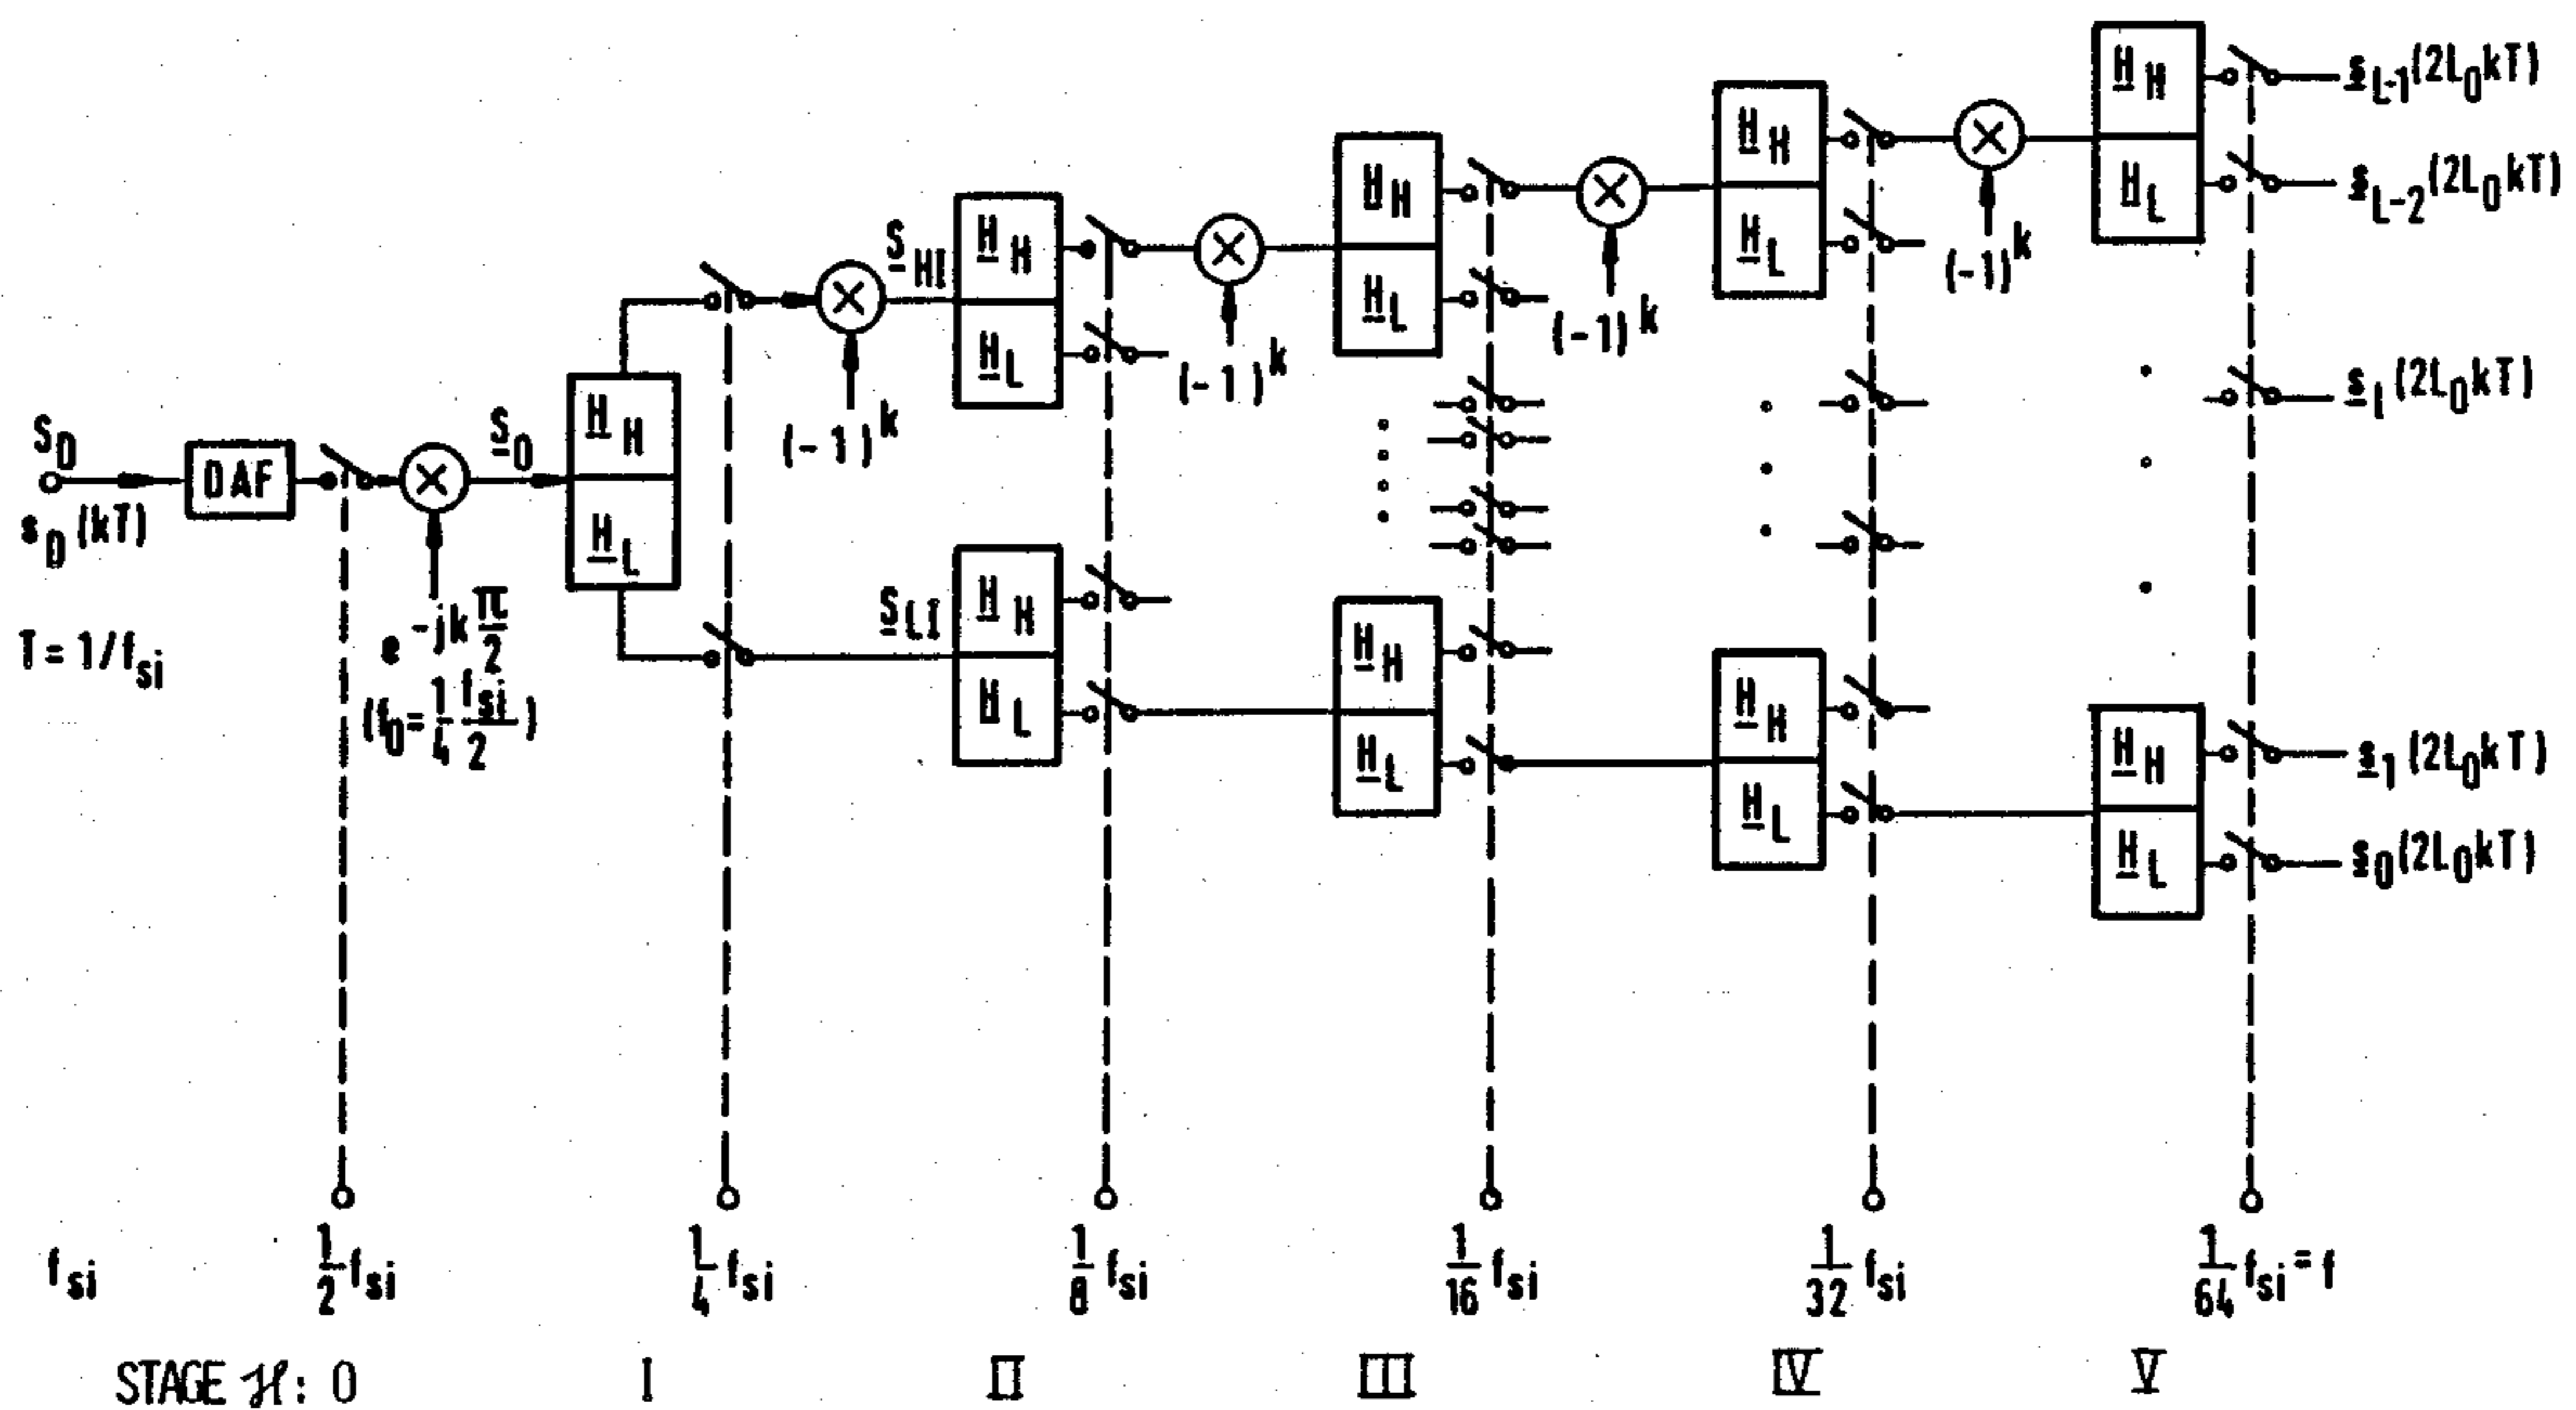 S_D
s_D(kT)
T = 1/f_si
DAF
e^{-jk π/2}
(f_0 = 1/4 f_si/2)
S_0
H_H
H_L
(-1)^k
S_HI
S_LI
H_H
H_L
H_H
H_L
(-1)^k
H_H
H_L
H_H
H_L
(-1)^k
H_H
H_L
H_H
H_L
(-1)^k
H_H
H_L
H_H
H_L
s_{L-1}(2L_0kT)
s_{L-2}(2L_0kT)
s_l(2L_0kT)
s_1(2L_0kT)
s_0(2L_0kT)
f_si
1/2 f_si
1/4 f_si
1/8 f_si
1/16 f_si
1/32 f_si
1/64 f_si = f
STAGE ℋ: 0 I II III IV V